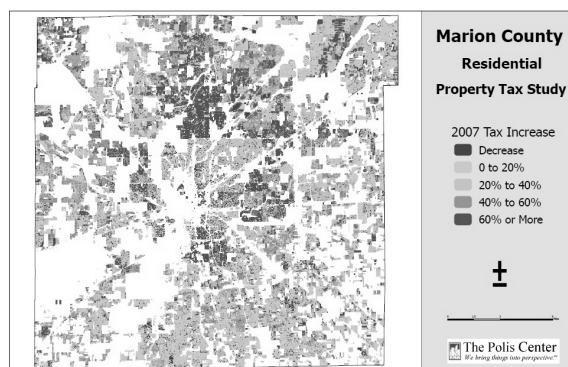 Marion County
Residential
Property Tax Study
2007 Tax Increase
Decrease
0 to 20%
20% to 40%
40% to 60%
60% or More
The Polis Center
We bring things into perspective.